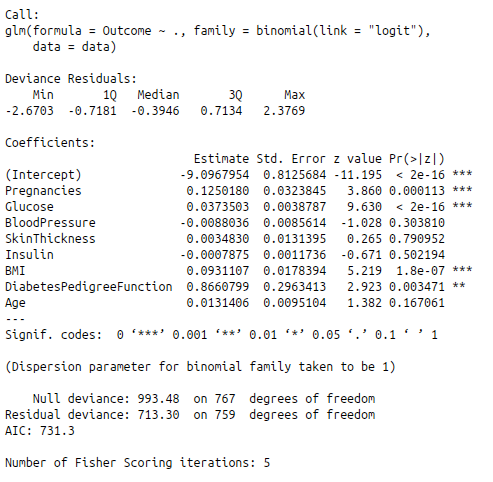 Call:
glm(formula = Outcome ~ ., family = binomial(link = "logit"),
    data = data)

Deviance Residuals:
    Min       1Q   Median       3Q      Max
-2.6703  -0.7181  -0.3946   0.7134   2.3769

Coefficients:
                           Estimate Std. Error z value Pr(>|z|)
(Intercept)              -9.0967954  0.8125684 -11.195  < 2e-16 ***
Pregnancies               0.1250180  0.0323845   3.860 0.000113 ***
Glucose                   0.0373503  0.0038787   9.630  < 2e-16 ***
BloodPressure            -0.0088036  0.0085614  -1.028 0.303810
SkinThickness             0.0034830  0.0131395   0.265 0.790952
Insulin                  -0.0007875  0.0011736  -0.671 0.502194
BMI                       0.0931107  0.0178394   5.219  1.8e-07 ***
DiabetesPedigreeFunction  0.8660799  0.2963413   2.923 0.003471 **
Age                       0.0131406  0.0095104   1.382 0.167061
---
Signif. codes:  0 ‘***’ 0.001 ‘**’ 0.01 ‘*’ 0.05 ‘.’ 0.1 ‘ ’ 1

(Dispersion parameter for binomial family taken to be 1)

    Null deviance: 993.48  on 767  degrees of freedom
Residual deviance: 713.30  on 759  degrees of freedom
AIC: 731.3

Number of Fisher Scoring iterations: 5